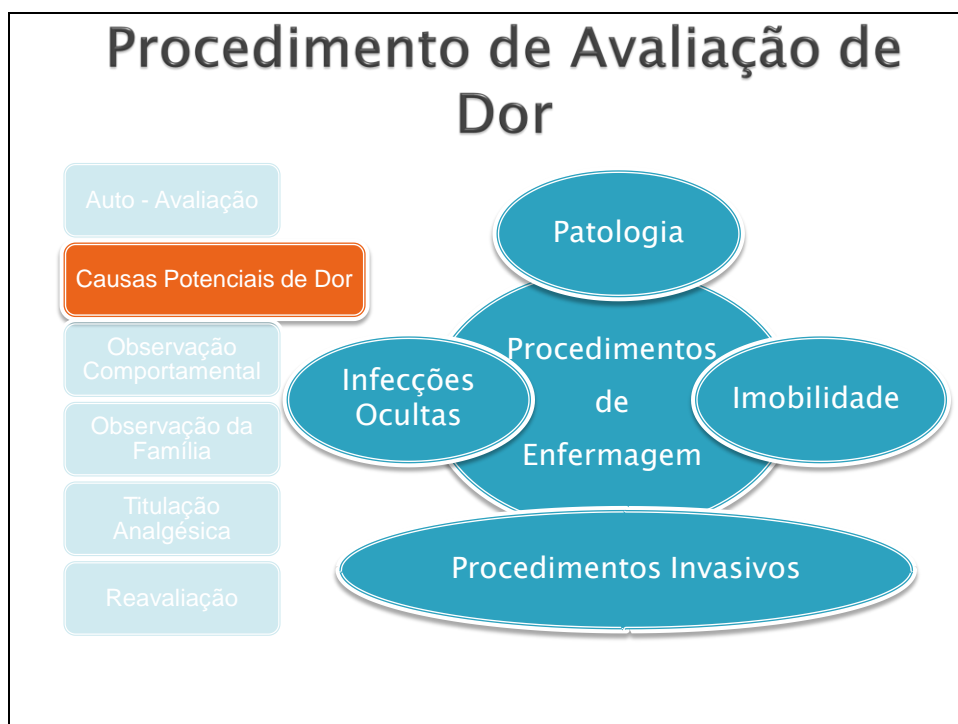 Procedimento de Avaliação de
Dor
Auto - Avaliação
Causas Potenciais de Dor
Observação
Comportamental
Observação da
Família
Titulação
Analgésica
Reavaliação
Patologia
Procedimentos
de
Enfermagem
Infecções
Ocultas
Imobilidade
Procedimentos Invasivos